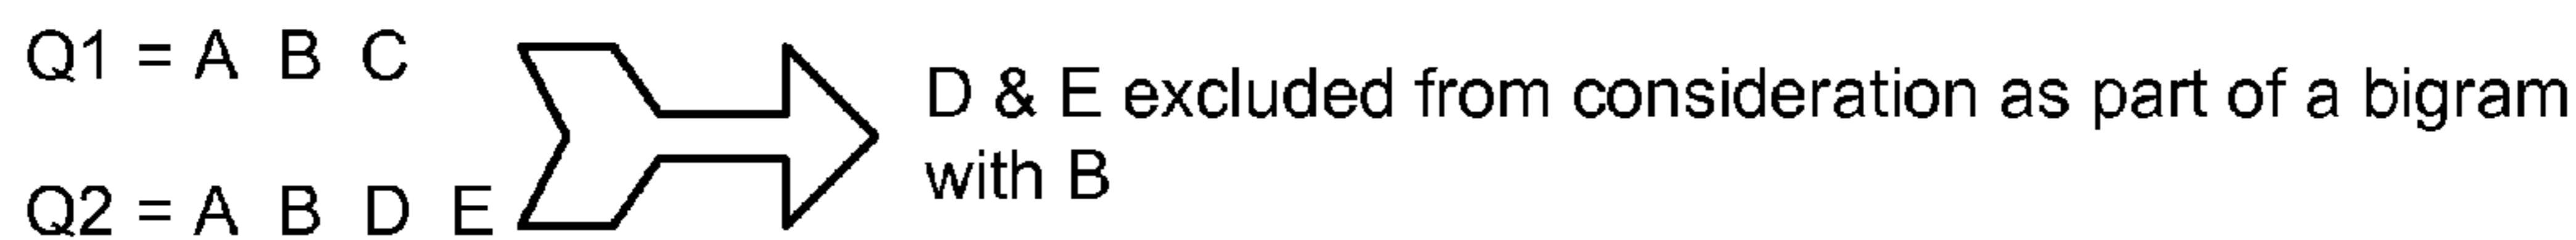 Q1 = A B C
Q2 = A B D E
D & E excluded from consideration as part of a bigram
with B